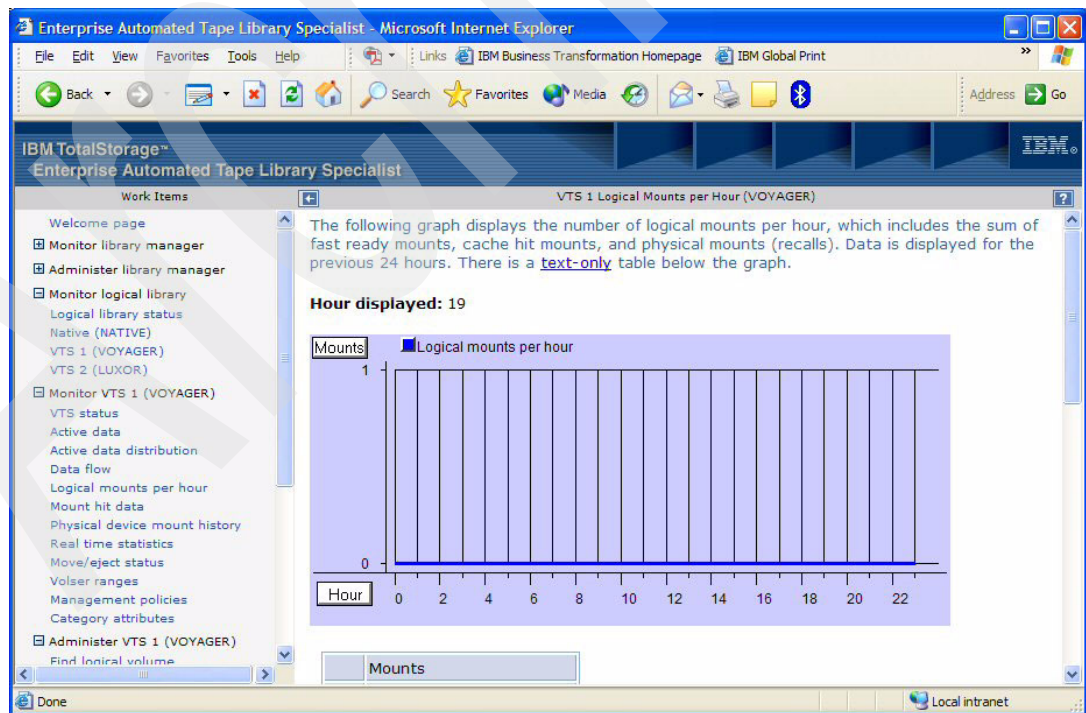 Enterprise Automated Tape Library Specialist - Microsoft Internet Explorer
File Edit View Favorites Tools Help Links IBM Business Transformation Homepage IBM Global Print »
Back Search Favorites Media Address Go
IBM TotalStorage™
Enterprise Automated Tape Library Specialist
IBM®
Work Items
VTS 1 Logical Mounts per Hour (VOYAGER)
?
Welcome page
Monitor library manager
Administer library manager
Monitor logical library
Logical library status
Native (NATIVE)
VTS 1 (VOYAGER)
VTS 2 (LUXOR)
Monitor VTS 1 (VOYAGER)
VTS status
Active data
Active data distribution
Data flow
Logical mounts per hour
Mount hit data
Physical device mount history
Real time statistics
Move/eject status
Volser ranges
Management policies
Category attributes
Administer VTS 1 (VOYAGER)
Find logical volume
The following graph displays the number of logical mounts per hour, which includes the sum of
fast ready mounts, cache hit mounts, and physical mounts (recalls). Data is displayed for the
previous 24 hours. There is a text-only table below the graph.
Hour displayed: 19
Mounts Logical mounts per hour
1
0
Hour 0 2 4 6 8 10 12 14 16 18 20 22
Mounts
Done Local intranet